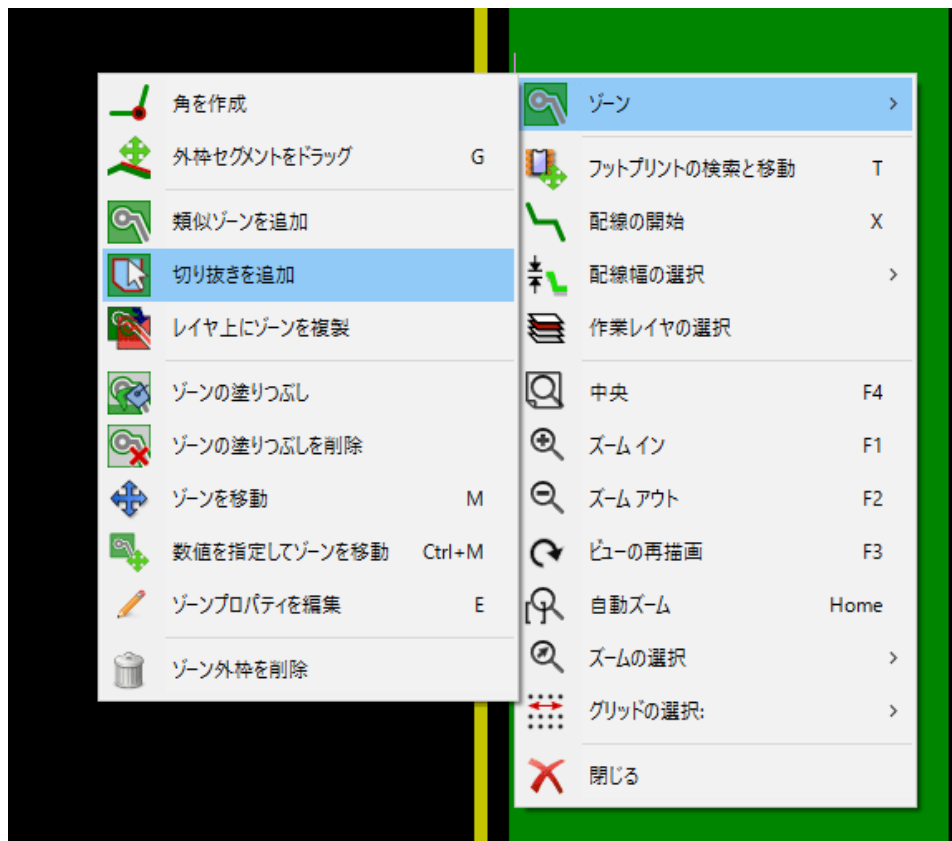 角を作成
外枠セグメントをドラッグ G
類似ゾーンを追加
切り抜きを追加
レイヤ上にゾーンを複製
ゾーンの塗りつぶし
ゾーンの塗りつぶしを削除
ゾーンを移動 M
数値を指定してゾーンを移動 Ctrl+M
ゾーンプロパティを編集 E
ゾーン外枠を削除
ゾーン
フットプリントの検索と移動 T
配線の開始 X
配線幅の選択
作業レイヤの選択
中央 F4
ズーム イン F1
ズーム アウト F2
ビューの再描画 F3
自動ズーム Home
ズームの選択
グリッドの選択:
閉じる